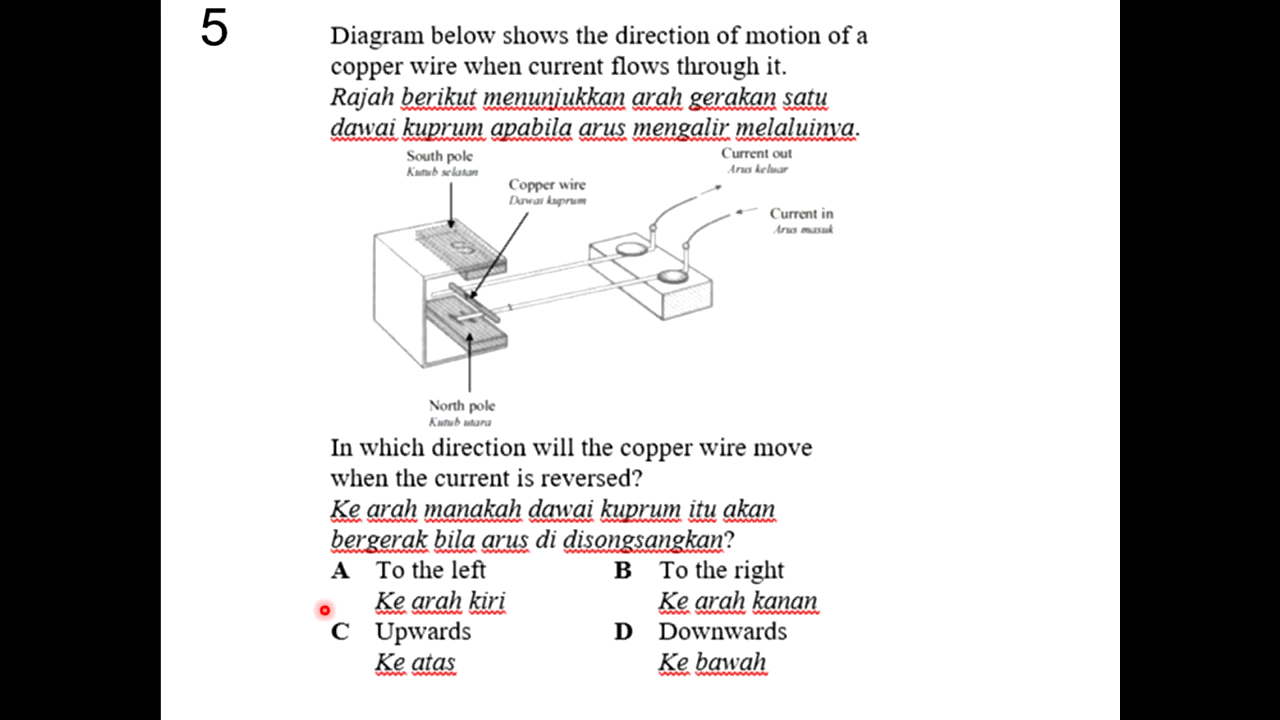 5
Diagram below shows the direction of motion of a
copper wire when current flows through it.
Rajah berikut menunjukkan arah gerakan satu
dawai kuprum apabila arus mengalir melaluinya.
South pole
Kutub selatan
Copper wire
Dawai kuprum
Current out
Arus keluar
Current in
Arus masuk
S
North pole
Kutub utara
In which direction will the copper wire move
when the current is reversed?
Ke arah manakah dawai kuprum itu akan
bergerak bila arus di disongsangkan?
A To the left B To the right
Ke arah kiri Ke arah kanan
C Upwards D Downwards
Ke atas Ke bawah